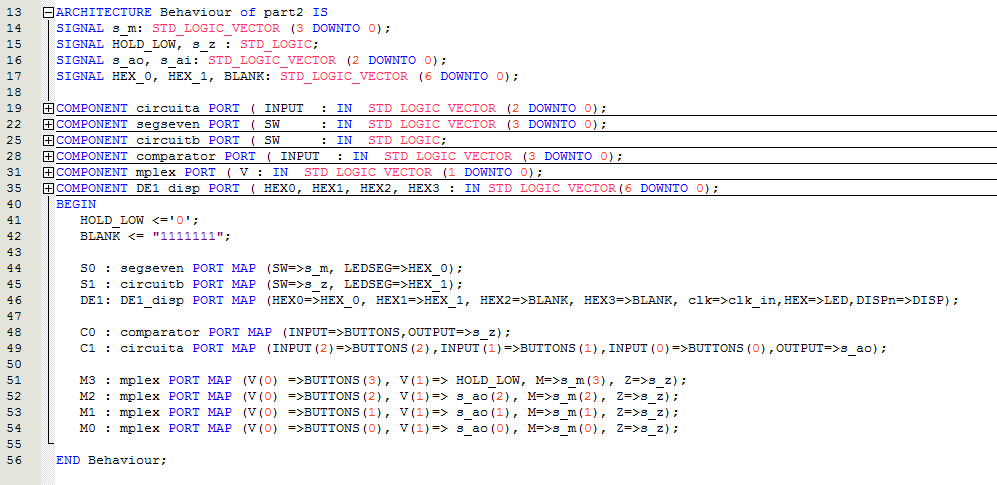 13 ARCHITECTURE Behaviour of part2 IS
14 SIGNAL s_m: STD_LOGIC_VECTOR (3 DOWNTO 0);
15 SIGNAL HOLD_LOW, s_z : STD_LOGIC;
16 SIGNAL s_ao, s_ai: STD_LOGIC_VECTOR (2 DOWNTO 0);
17 SIGNAL HEX_0, HEX_1, BLANK: STD_LOGIC_VECTOR (6 DOWNTO 0);
18
19 COMPONENT circuita PORT ( INPUT : IN STD_LOGIC_VECTOR (2 DOWNTO 0);
22 COMPONENT segseven PORT ( SW : IN STD_LOGIC_VECTOR (3 DOWNTO 0);
25 COMPONENT circuitb PORT ( SW : IN STD_LOGIC;
28 COMPONENT comparator PORT ( INPUT : IN STD_LOGIC_VECTOR (3 DOWNTO 0);
31 COMPONENT mplex PORT ( V : IN STD_LOGIC_VECTOR (1 DOWNTO 0);
35 COMPONENT DE1_disp PORT ( HEX0, HEX1, HEX2, HEX3 : IN STD_LOGIC_VECTOR(6 DOWNTO 0);
40 BEGIN
41 HOLD_LOW <='0';
42 BLANK <= "1111111";
43
44 S0 : segseven PORT MAP (SW=>s_m, LEDSEG=>HEX_0);
45 S1 : circuitb PORT MAP (SW=>s_z, LEDSEG=>HEX_1);
46 DE1: DE1_disp PORT MAP (HEX0=>HEX_0, HEX1=>HEX_1, HEX2=>BLANK, HEX3=>BLANK, clk=>clk_in,HEX=>LED,DISPn=>DISP);
47
48 C0 : comparator PORT MAP (INPUT=>BUTTONS,OUTPUT=>s_z);
49 C1 : circuita PORT MAP (INPUT(2)=>BUTTONS(2),INPUT(1)=>BUTTONS(1),INPUT(0)=>BUTTONS(0),OUTPUT=>s_ao);
50
51 M3 : mplex PORT MAP (V(0) =>BUTTONS(3), V(1)=> HOLD_LOW, M=>s_m(3), Z=>s_z);
52 M2 : mplex PORT MAP (V(0) =>BUTTONS(2), V(1)=> s_ao(2), M=>s_m(2), Z=>s_z);
53 M1 : mplex PORT MAP (V(0) =>BUTTONS(1), V(1)=> s_ao(1), M=>s_m(1), Z=>s_z);
54 M0 : mplex PORT MAP (V(0) =>BUTTONS(0), V(1)=> s_ao(0), M=>s_m(0), Z=>s_z);
55
56 END Behaviour;